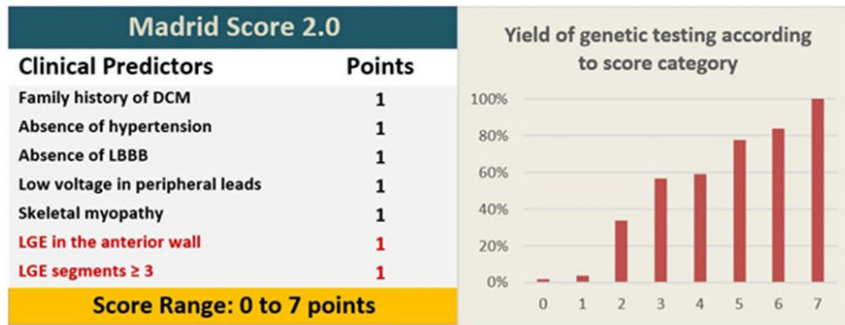 Madrid Score 2.0
Clinical Predictors Points
Family history of DCM 1
Absence of hypertension 1
Absence of LBBB 1
Low voltage in peripheral leads 1
Skeletal myopathy 1
LGE in the anterior wall 1
LGE segments ≥ 3 1
Score Range: 0 to 7 points
Yield of genetic testing according
to score category
100%
80%
60%
40%
20%
0%
0 1 2 3 4 5 6 7